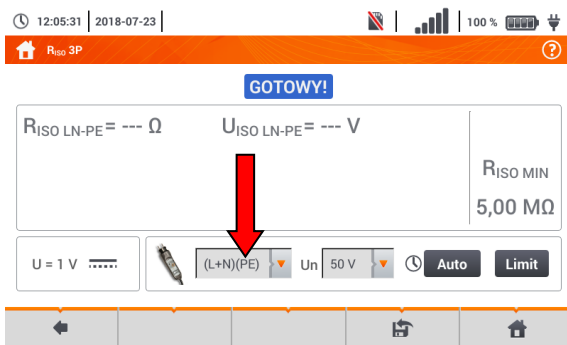 12:05:31 2018-07-23 100 %
RISO 3P ?
GOTOWY!
RISO LN-PE= --- Ω UISO LN-PE= --- V
RISO MIN
5,00 MΩ
U = 1 V (L+N)(PE) Un 50 V Auto Limit